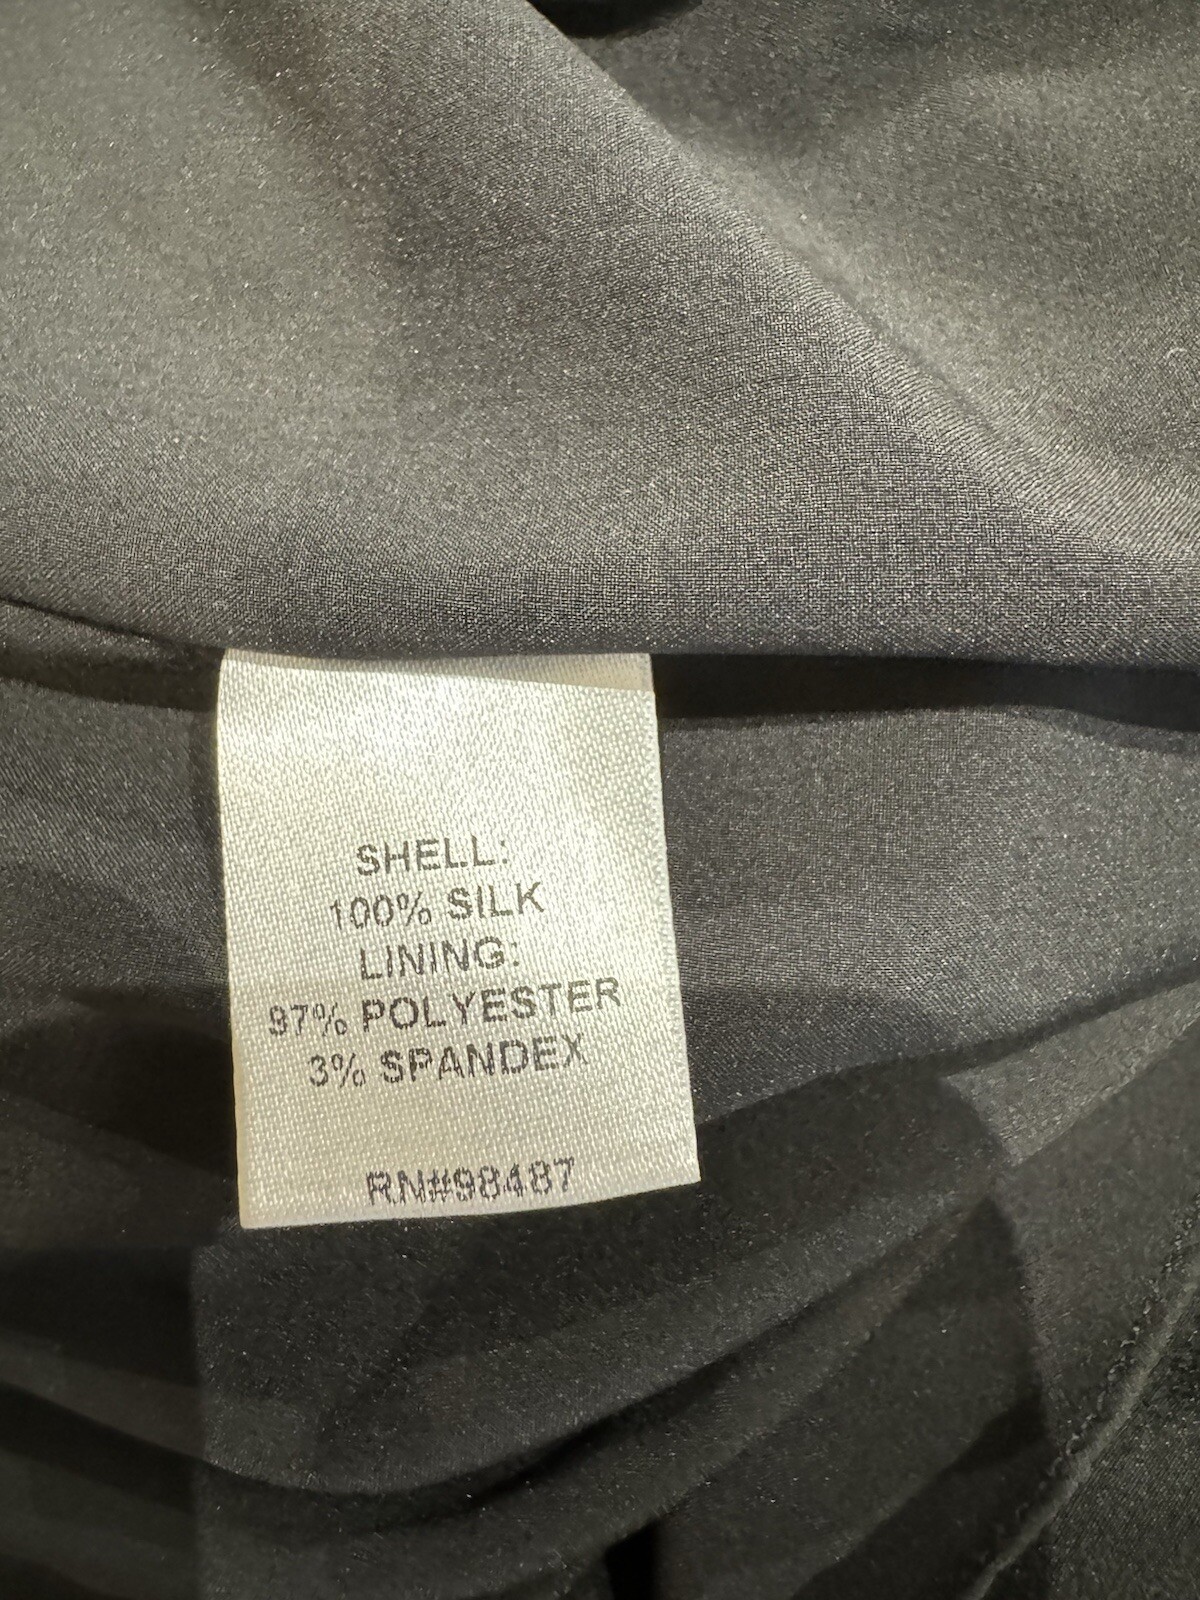 SHELL:
100% SILK
LINING:
97% POLYESTER
3% SPANDEX
RN#98487